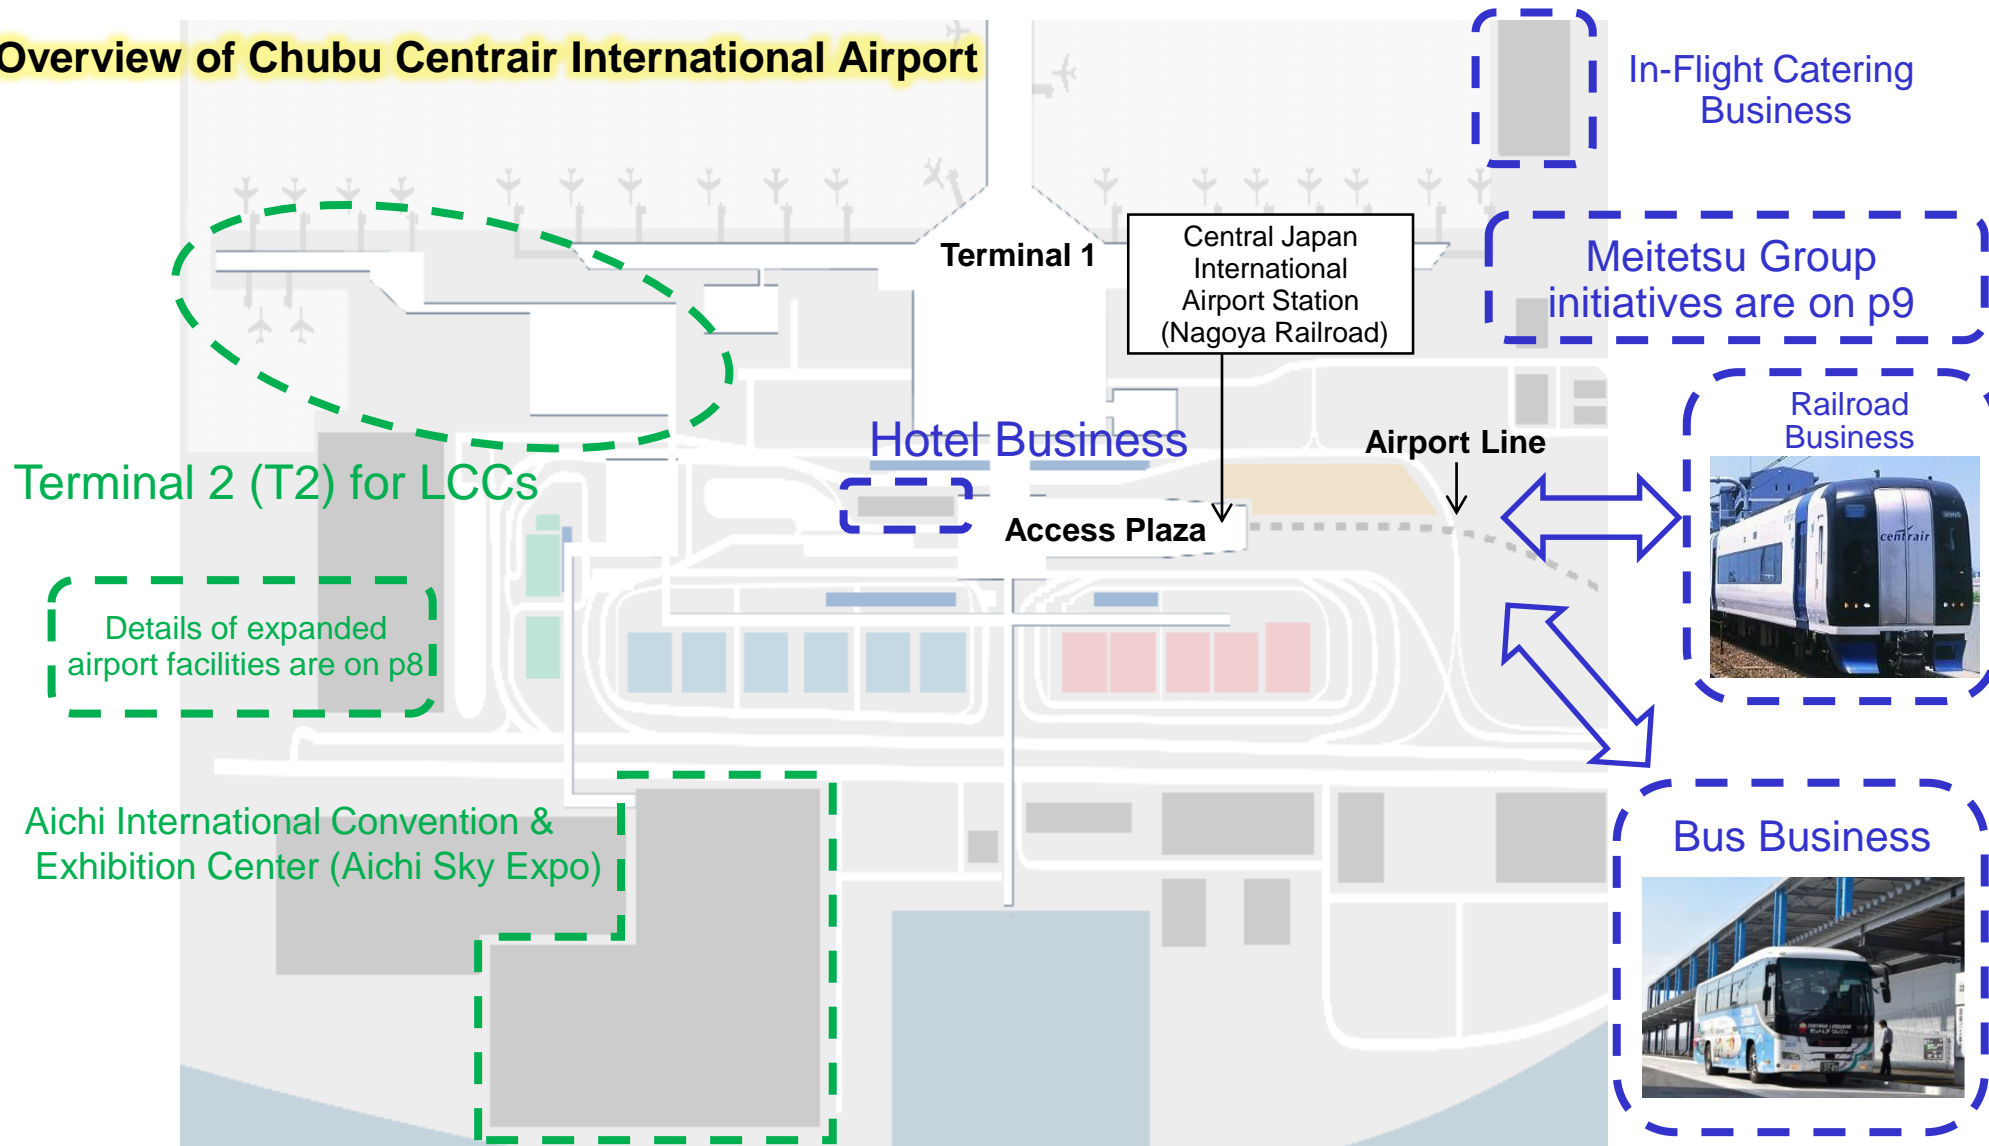 Overview of Chubu Centrair International Airport
In-Flight Catering
Business
Terminal 1
Central Japan
International
Airport Station
(Nagoya Railroad)
Meitetsu Group
initiatives are on p9
Railroad
Business
Hotel Business
Airport Line
Terminal 2 (T2) for LCCs
Access Plaza
centrair
Details of expanded
airport facilities are on p8
Aichi International Convention &
Exhibition Center (Aichi Sky Expo)
Bus Business